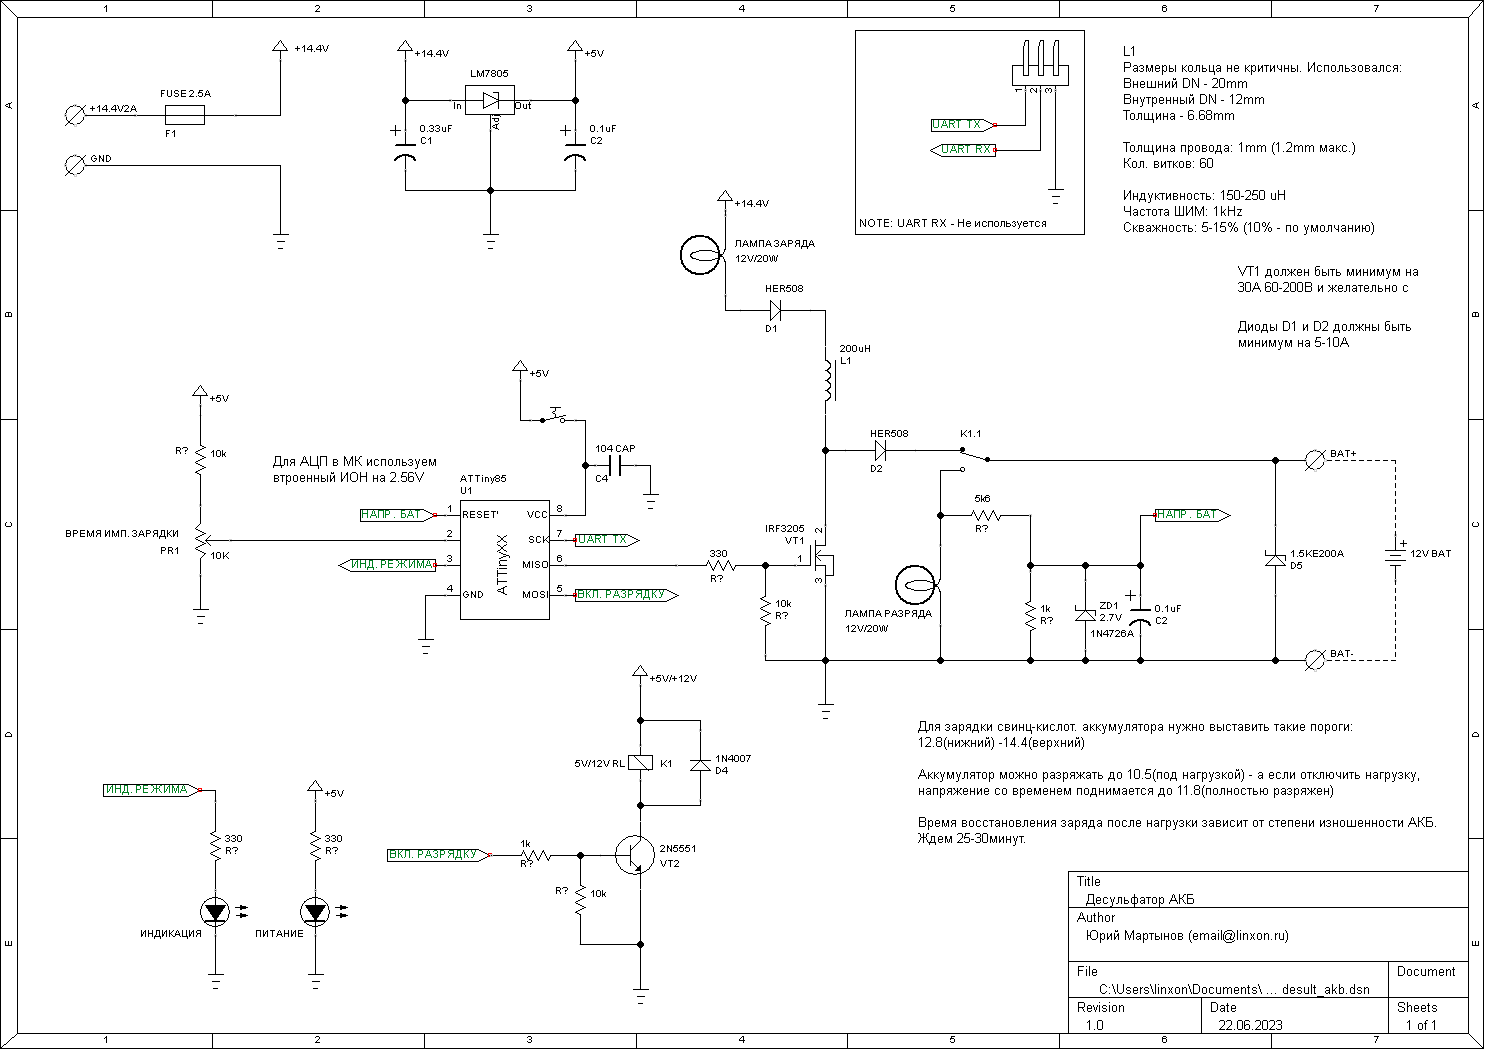 1 2 3 4 5 6 7
A
B
C
D
E
+14.4V
FUSE 2.5A
+14.4V2A
F1
GND
+14.4V
+5V
LM7805
In
Out
Adj
0.33uF
C1
0.1uF
C2
UART TX
UART RX
1 2 3
NOTE: UART RX - Не используется
L1
Размеры кольца не критичны. Использовался:
Внешний DN - 20mm
Внутренний DN - 12mm
Толщина - 6.68mm
Толщина провода: 1mm (1.2mm макс.)
Кол. витков: 60
Индуктивность: 150-250 uH
Частота ШИМ: 1kHz
Скважность: 5-15% (10% - по умолчанию)
VT1 должен быть минимум на
30A 60-200В и желательно с
Диоды D1 и D2 должны быть
минимум на 5-10A
+14.4V
ЛАМПА ЗАРЯДА
12V/20W
HER508
D1
200uH
L1
HER508
D2
K1.1
BAT+
+5V
+5V
R?
10k
Для АЦП в МК используем
втроенный ИОН на 2.56V
ВРЕМЯ ИМП. ЗАРЯДКИ
PR1
10K
104 CAP
C4
ATTiny85
U1
НАПР. БАТ
ИНД. РЕЖИМА
1 RESET'
2
3
4 GND
ATTinyXX
VCC 8
SCK 7
MISO 6
MOSI 5
UART TX
ВКЛ. РАЗРЯДКУ
330
R?
10k
R?
IRF3205
VT1
1
2
3
5k6
R?
НАПР. БАТ
ЛАМПА РАЗРЯДА
12V/20W
1k
R?
ZD1
2.7V
1N4726A
0.1uF
C2
1.5KE200A
D5
12V BAT
BAT-
+5V/+12V
5V/12V RL
K1
1N4007
D4
ВКЛ. РАЗРЯДКУ
1k
R?
R?
10k
2N5551
VT2
ИНД. РЕЖИМА
+5V
330
R?
330
R?
ИНДИКАЦИЯ
ПИТАНИЕ
Для зарядки свинц-кислот. аккумулятора нужно выставить такие пороги:
12.8(нижний) -14.4(верхний)
Аккумулятор можно разряжать до 10.5(под нагрузкой) - а если отключить нагрузку,
напряжение со временем поднимается до 11.8(полностью разряжен)
Время восстановления заряда после нагрузки зависит от степени изношенности АКБ.
Ждем 25-30минут.
Title
Десульфатор АКБ
Author
Юрий Мартынов (email@linxon.ru)
File
C:\Users\linxon\Documents\ ... desult_akb.dsn
Document
Revision
1.0
Date
22.06.2023
Sheets
1 of 1
A
B
C
D
E
1 2 3 4 5 6 7